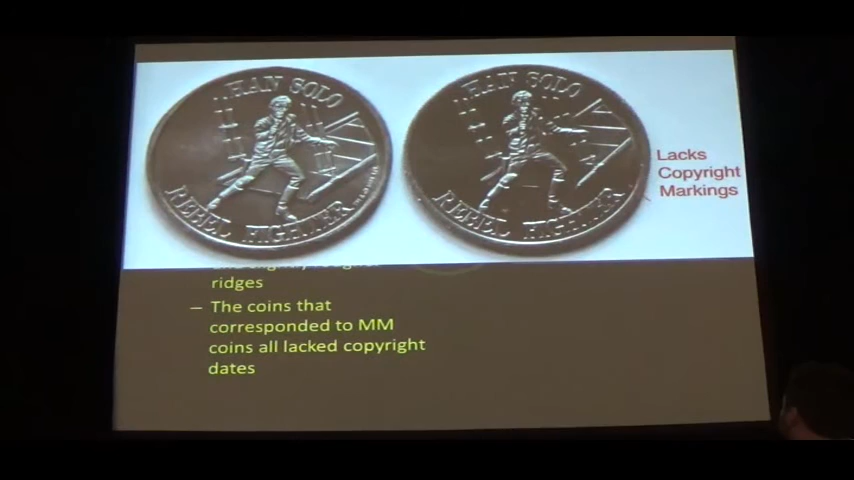 HAN SOLO
REBEL FIGHTER
HAN SOLO
REBEL FIGHTER
Lacks
Copyright
Markings
ridges
– The coins that
corresponded to MM
coins all lacked copyright
dates